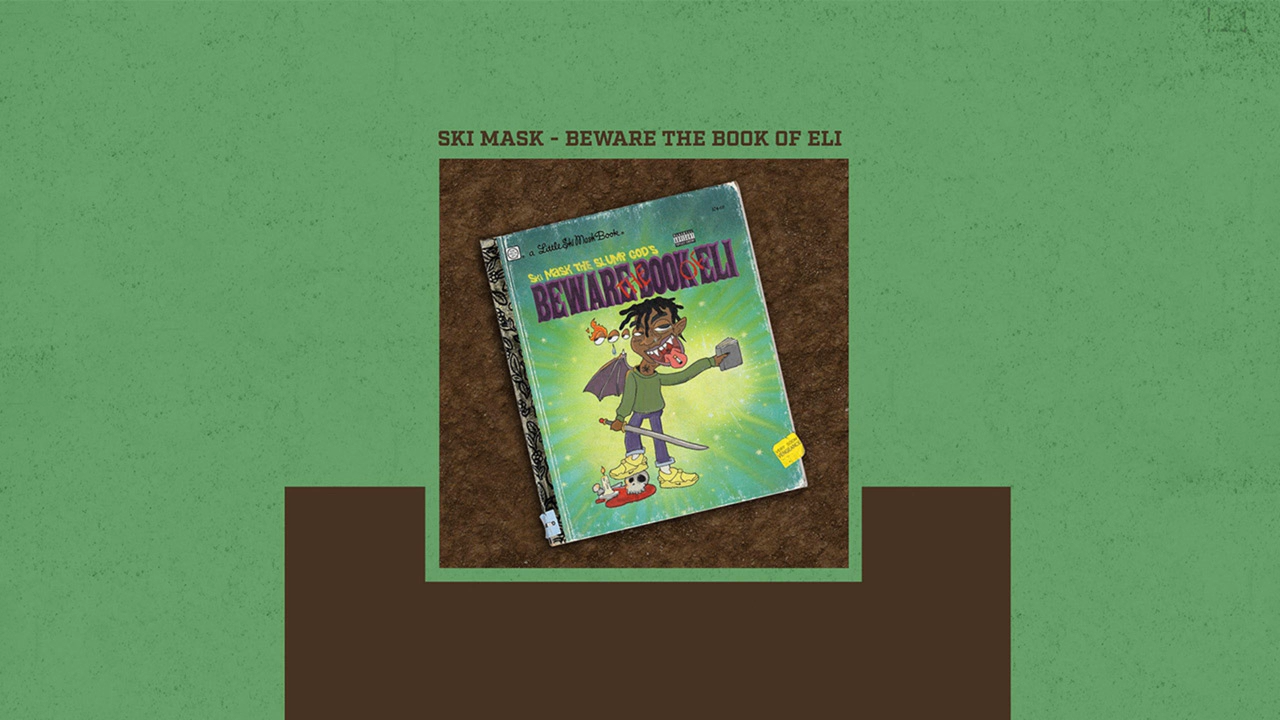 SKI MASK - BEWARE THE BOOK OF ELI
a Little Ski Mask Book
SKI MASK THE SLUMP GOD'S
BEWARE THE BOOK OF ELI
VENGEANCE